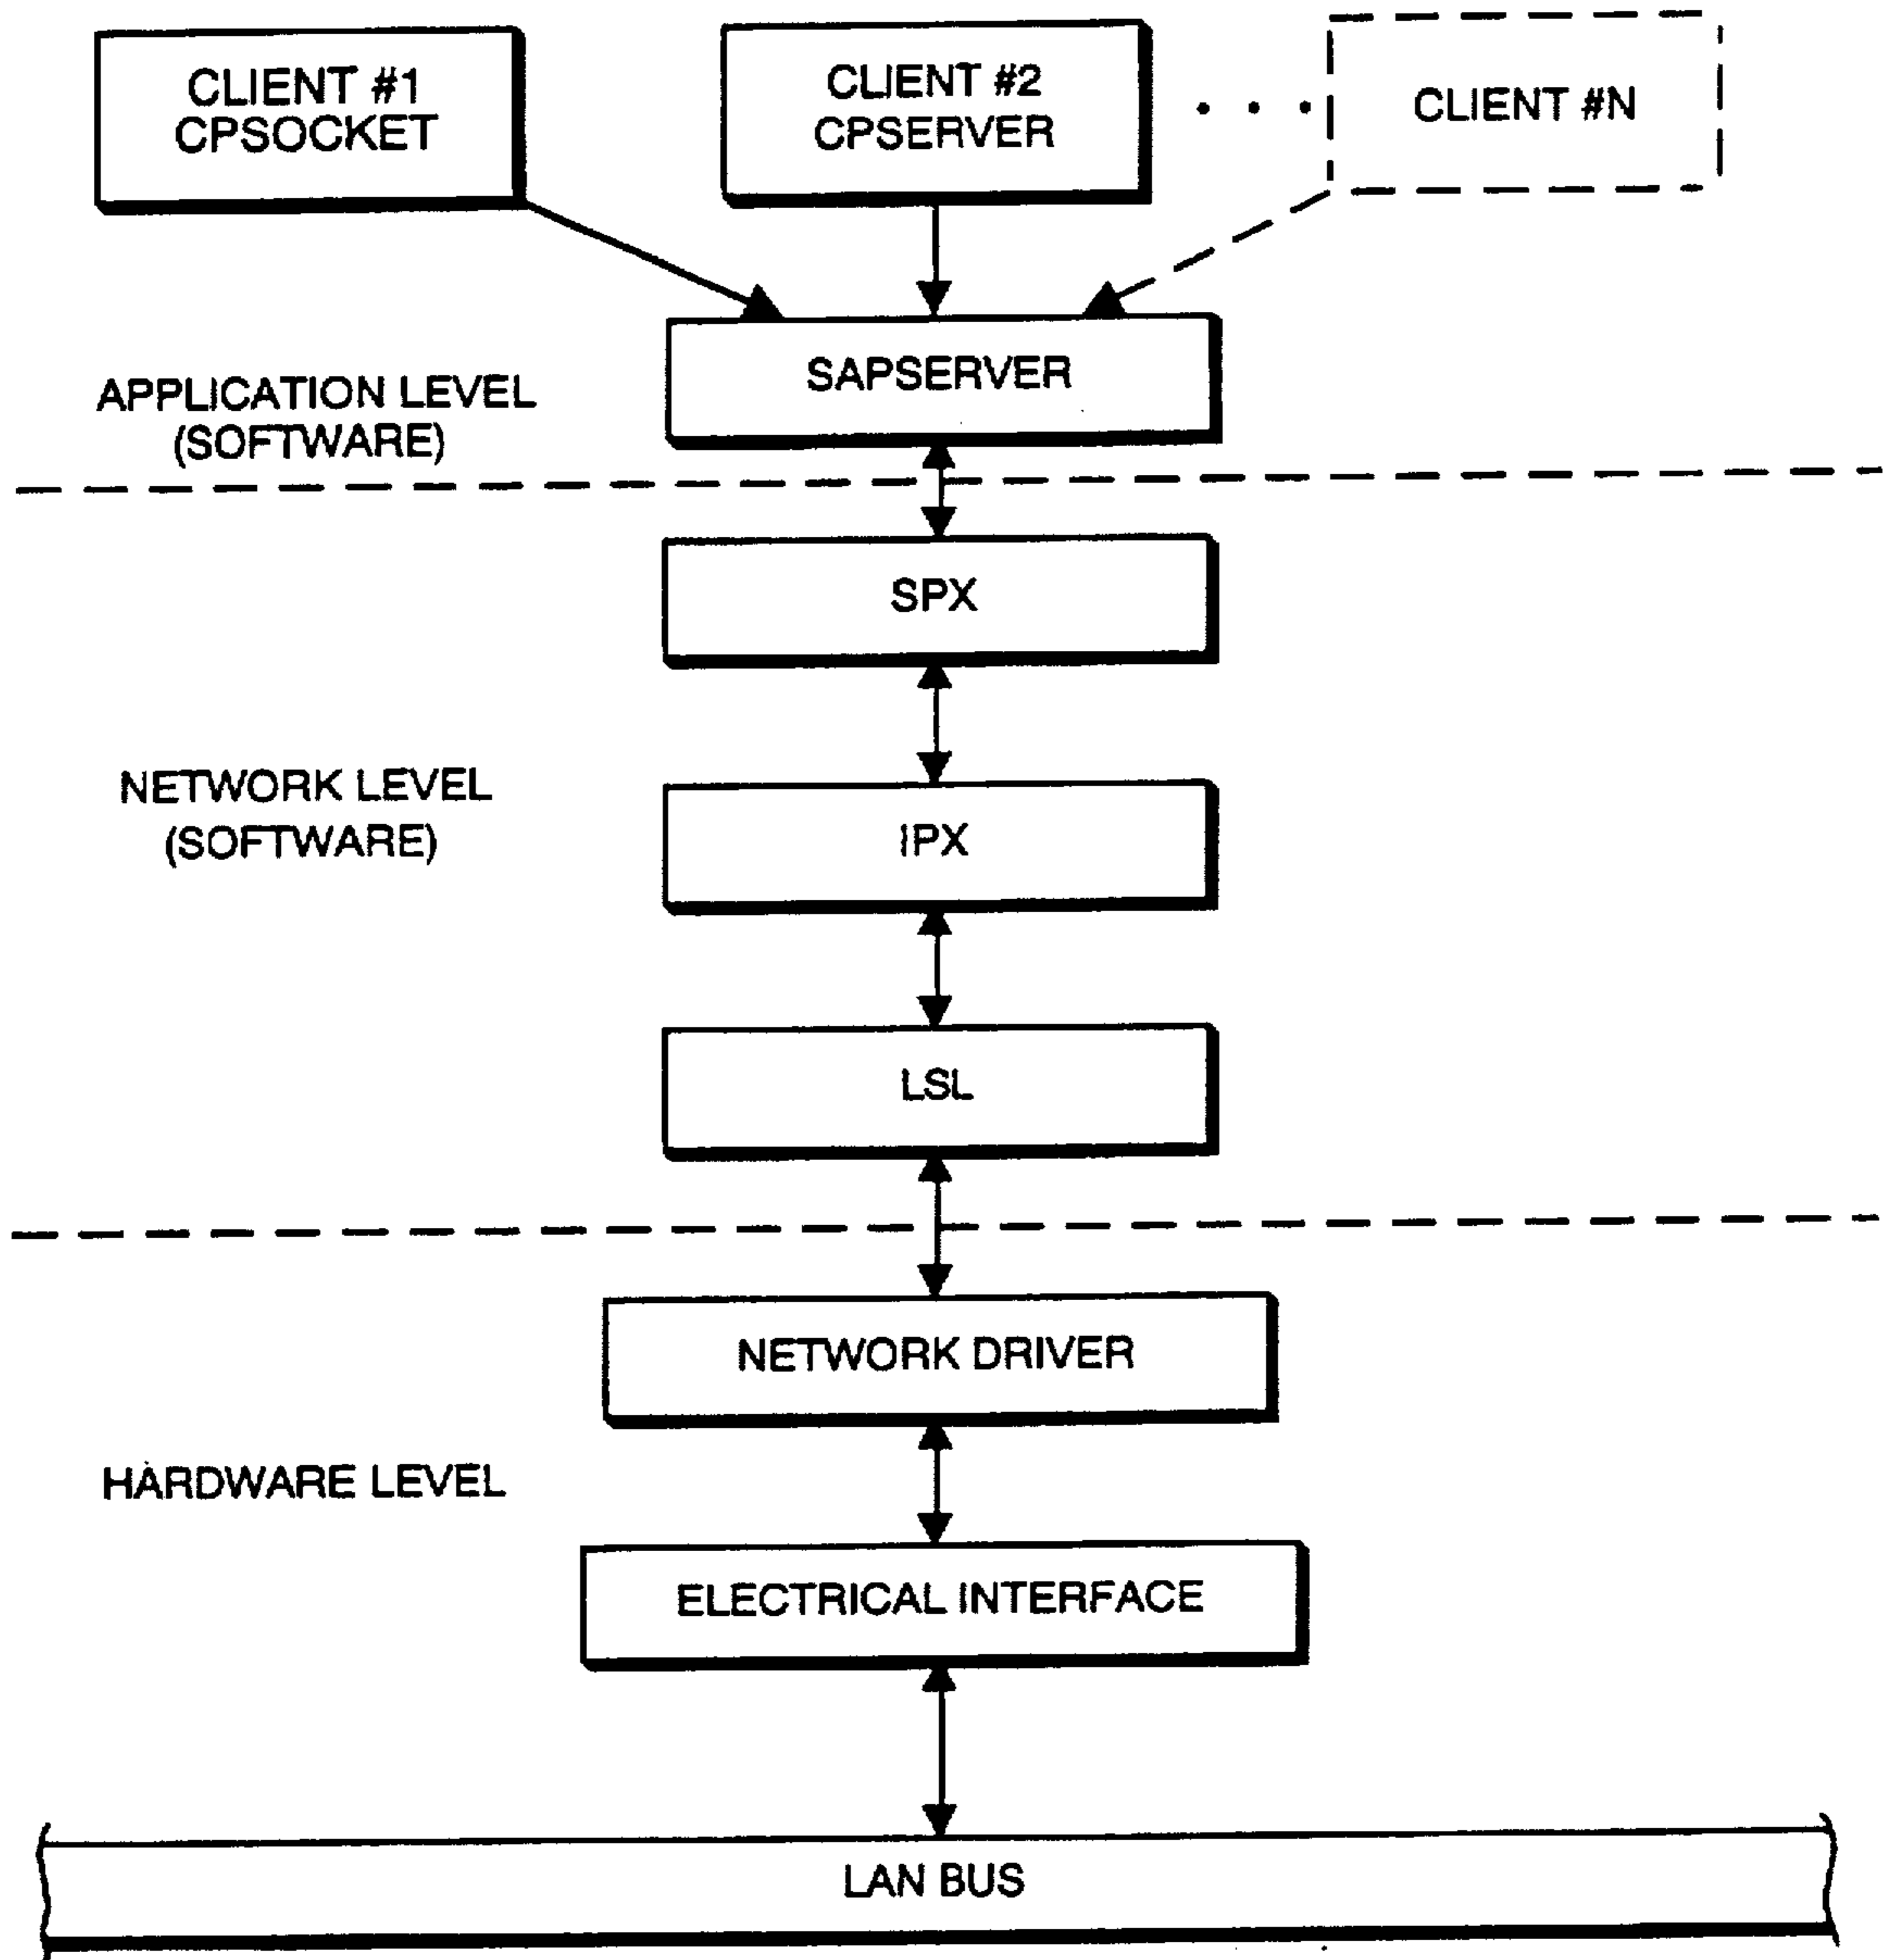 CLIENT #1
CPSOCKET
CLIENT #2
CPSERVER
. . .
CLIENT #N
SAPSERVER
APPLICATION LEVEL
(SOFTWARE)
SPX
NETWORK LEVEL
(SOFTWARE)
IPX
LSL
NETWORK DRIVER
HARDWARE LEVEL
ELECTRICAL INTERFACE
LAN BUS